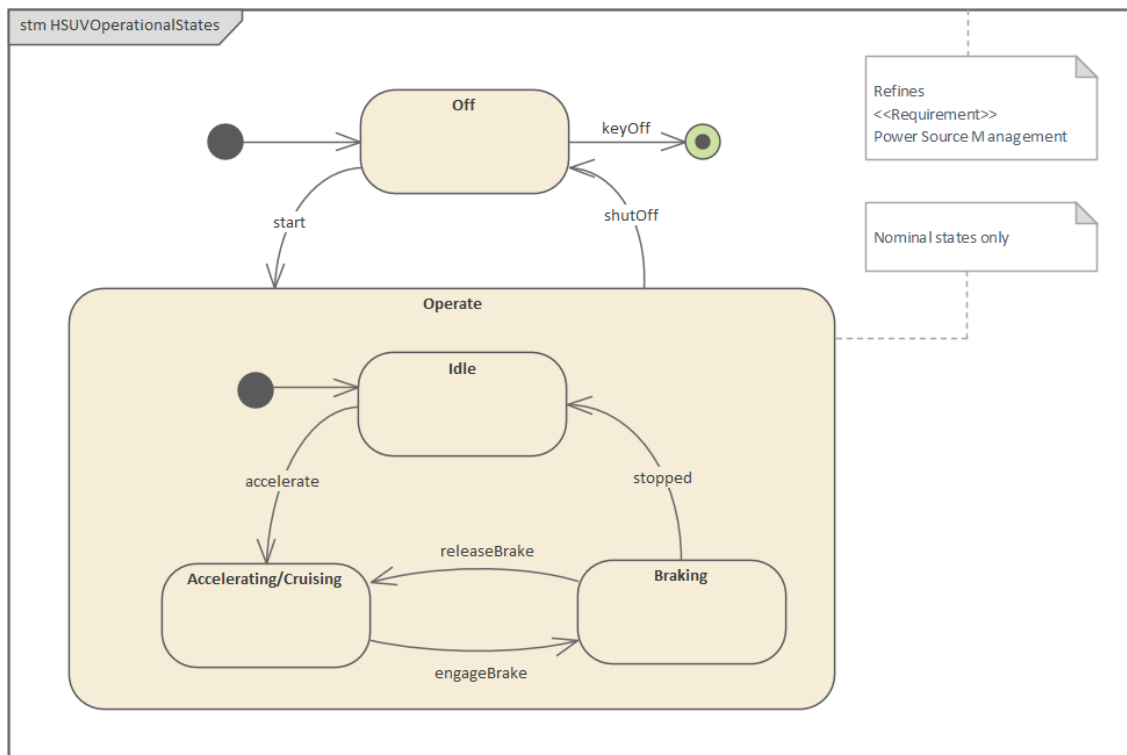 stm HSUVOperationalStates
Refines
<<Requirement>>
Power Source Management
Off
keyOff
start
shutOff
Nominal states only
Operate
Idle
accelerate
stopped
releaseBrake
Accelerating/Cruising
Braking
engageBrake